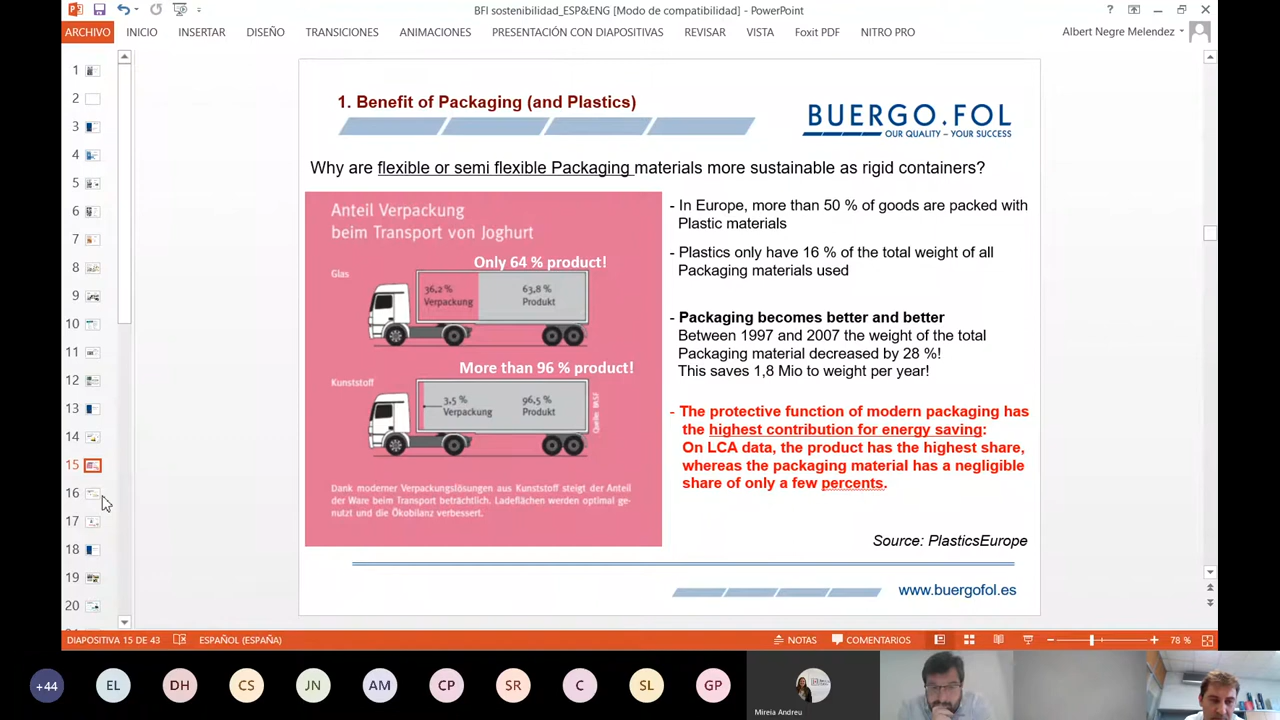 BFI sostenibilidad_ESP&ENG [Modo de compatibilidad] - PowerPoint
ARCHIVO INICIO INSERTAR DISEÑO TRANSICIONES ANIMACIONES PRESENTACIÓN CON DIAPOSITIVAS REVISAR VISTA Foxit PDF NITRO PRO Albert Negre Melendez
1
2
3
4
5
6
7
8
9
10
11
12
13
14
15
16
17
18
19
20
1. Benefit of Packaging (and Plastics)
BUERGO.FOL
OUR QUALITY – YOUR SUCCESS
Why are flexible or semi flexible Packaging materials more sustainable as rigid containers?
Anteil Verpackung
beim Transport von Joghurt
Only 64 % product!
Glas
36,2 %
Verpackung
63,8 %
Produkt
More than 96 % product!
Kunststoff
3,5 %
Verpackung
96,5 %
Produkt
Quelle: BASF
Dank moderner Verpackungslösungen aus Kunststoff steigt der Anteil
der Ware beim Transport beträchtlich. Ladeflächen werden optimal ge-
nutzt und die Ökobilanz verbessert.
- In Europe, more than 50 % of goods are packed with
Plastic materials
- Plastics only have 16 % of the total weight of all
Packaging materials used
- Packaging becomes better and better
Between 1997 and 2007 the weight of the total
Packaging material decreased by 28 %!
This saves 1,8 Mio to weight per year!
- The protective function of modern packaging has
the highest contribution for energy saving:
On LCA data, the product has the highest share,
whereas the packaging material has a negligible
share of only a few percents.
Source: PlasticsEurope
www.buergofol.es
DIAPOSITIVA 15 DE 43 ESPAÑOL (ESPAÑA) NOTAS COMENTARIOS 78 %
+44 EL DH CS JN AM CP SR C SL GP
Mireia Andreu